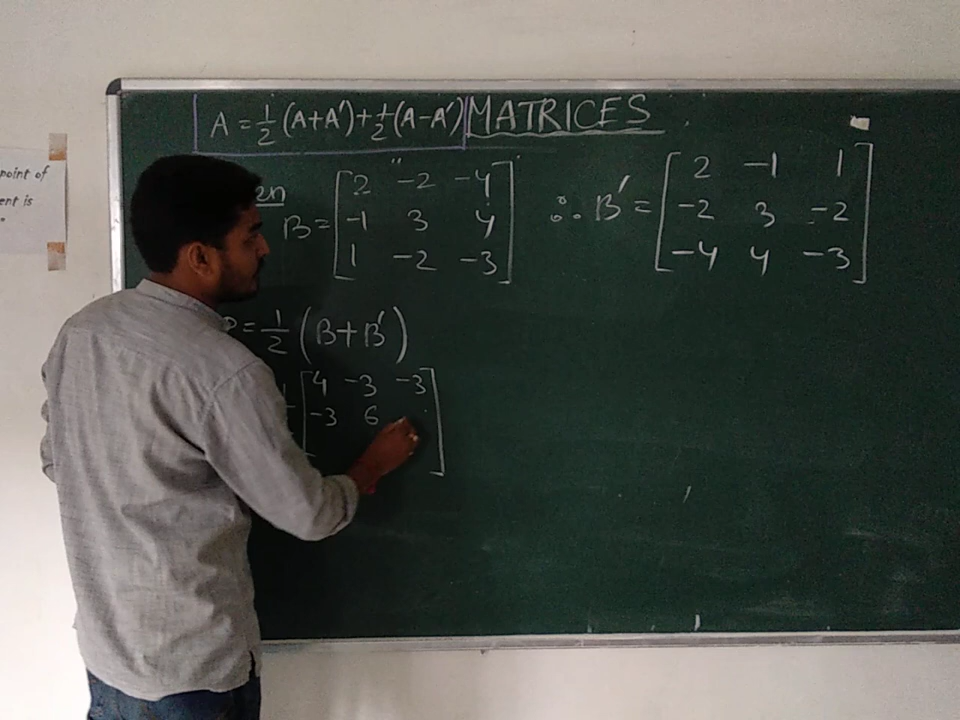 A = 1/2 (A+A') + 1/2 (A-A') MATRICES
point of
ent is
en
B = [2 -2 -4
-1 3 4
1 -2 -3]
∴ B' = [2 -1 1
-2 3 -2
-4 4 -3]
= 1/2 (B+B')
[4 -3 -3
-3 6 ]